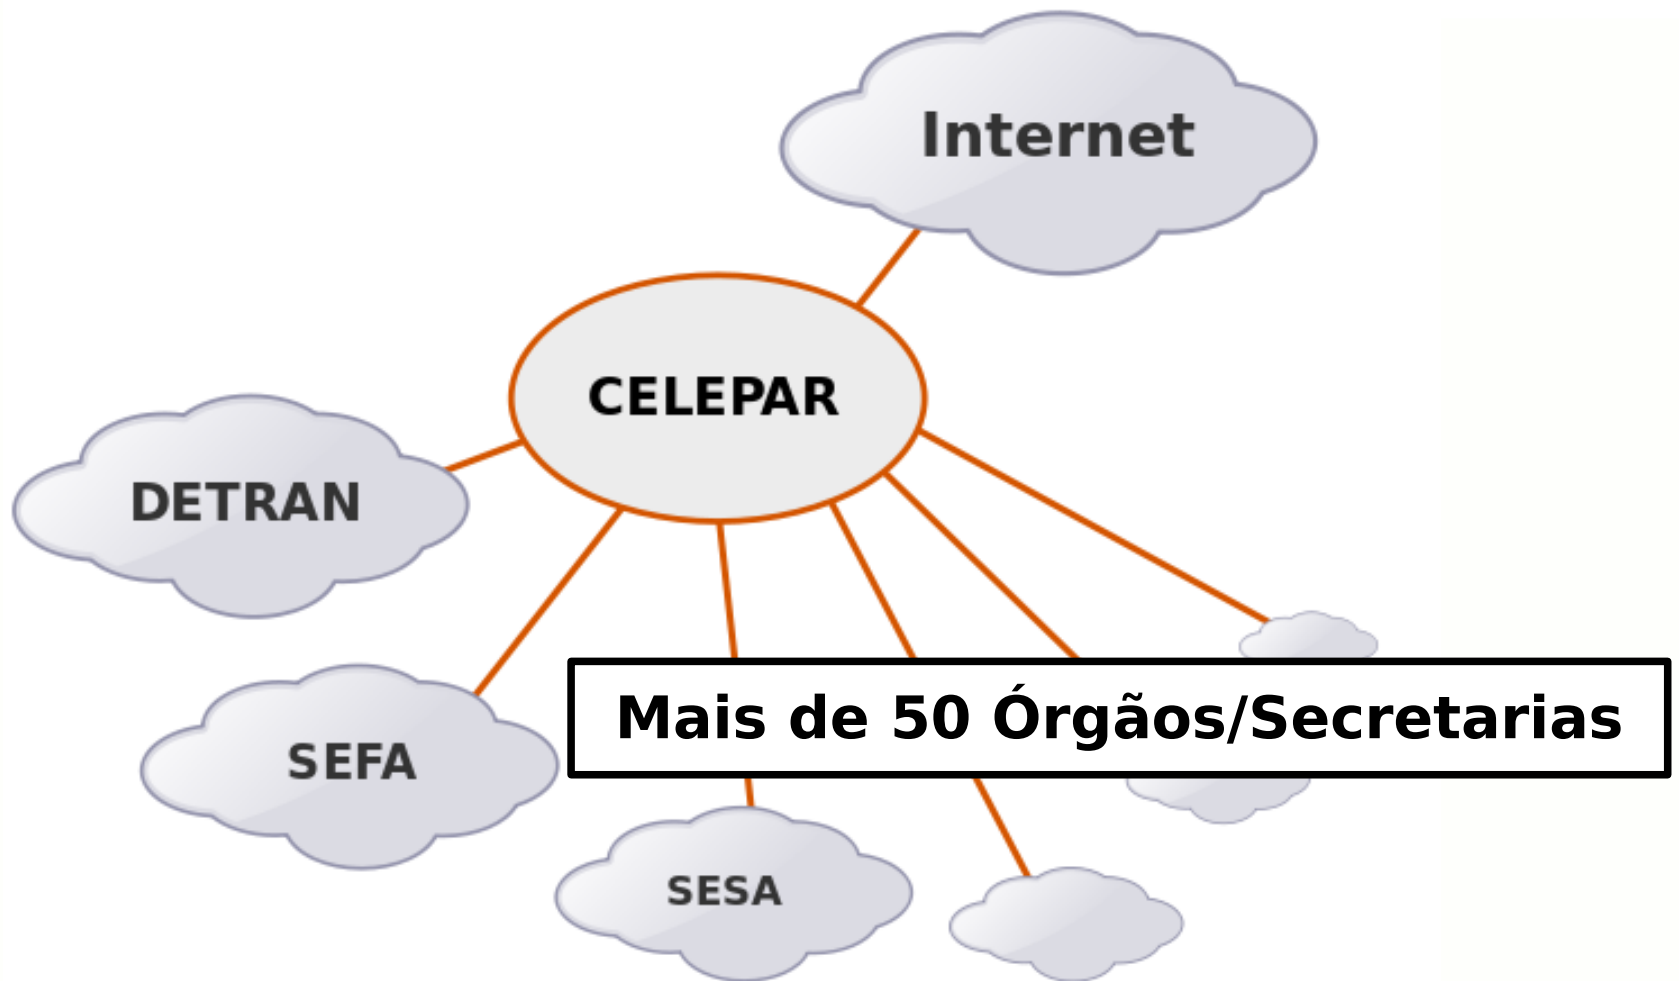 Internet
CELEPAR
DETRAN
Mais de 50 Órgãos/Secretarias
SEFA
SESA